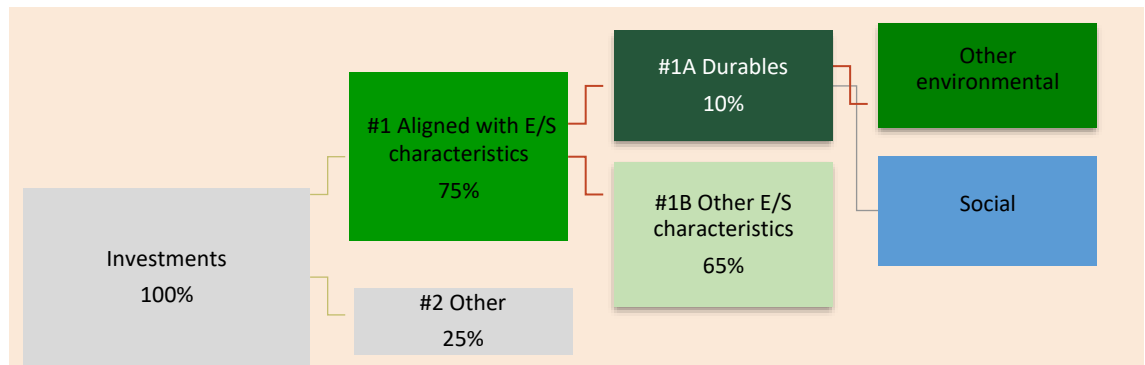 Investments
100%
#1 Aligned with E/S
characteristics
75%
#2 Other
25%
#1A Durables
10%
#1B Other E/S
characteristics
65%
Other
environmental
Social